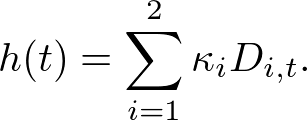 h(t) = \sum_{i=1}^{2} \kappa_i D_{i,t}.